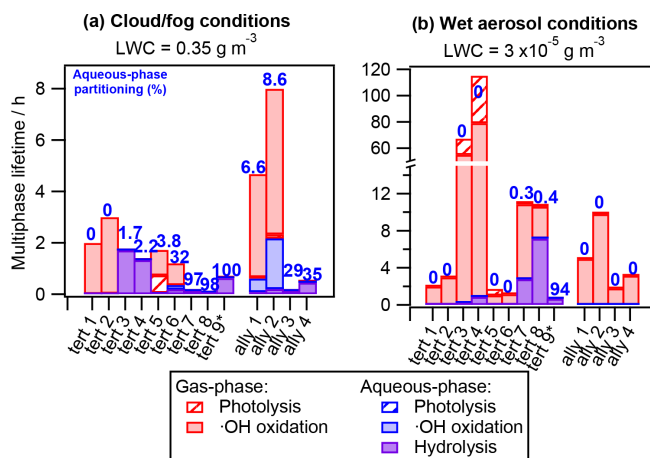 (a) Cloud/fog conditions
LWC = 0.35 g m⁻³
Aqueous-phase
partitioning (%)
Multiphase lifetime / h
8
6
4
2
0
0
0
1.7
2.2
3.8
32
97
98
100
6.6
8.6
29
35
tert 1
tert 2
tert 3
tert 4
tert 5
tert 6
tert 7
tert 8
tert 9*
ally 1
ally 2
ally 3
ally 4
(b) Wet aerosol conditions
LWC = 3 x10⁻⁵ g m⁻³
120
100
80
60
12
8
4
0
0
0
0
0
0
0
0.3
0.4
94
0
0
0
0
tert 1
tert 2
tert 3
tert 4
tert 5
tert 6
tert 7
tert 8
tert 9*
ally 1
ally 2
ally 3
ally 4
Gas-phase:
Photolysis
·OH oxidation
Aqueous-phase:
Photolysis
·OH oxidation
Hydrolysis